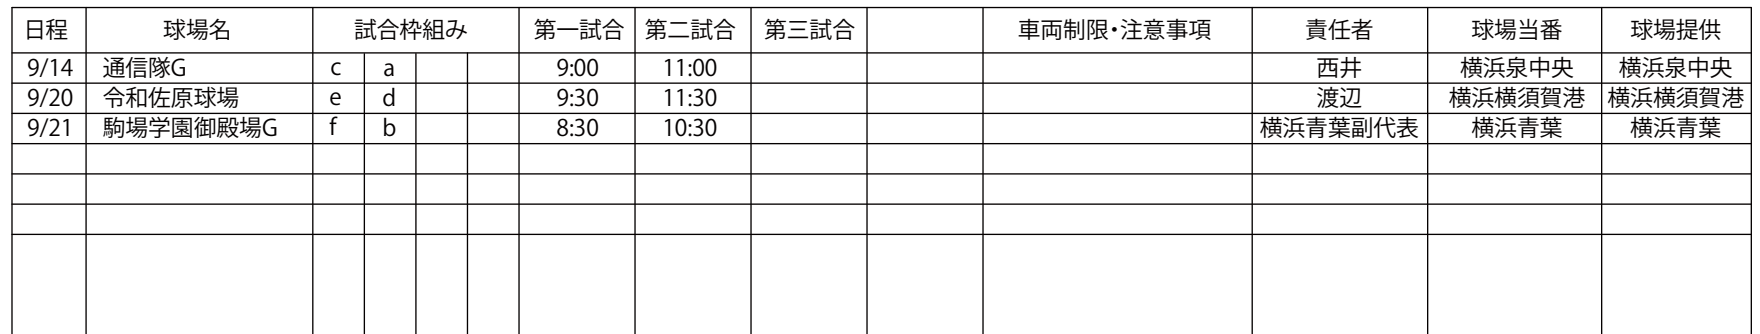 日程 球場名 試合枠組み 第一試合 第二試合 第三試合 車両制限・注意事項 責任者 球場当番 球場提供
9/14 通信隊G c a 9:00 11:00 西井 横浜泉中央 横浜泉中央
9/20 令和佐原球場 e d 9:30 11:30 渡辺 横浜横須賀港 横浜横須賀港
9/21 駒場学園御殿場G f b 8:30 10:30 横浜青葉副代表 横浜青葉 横浜青葉